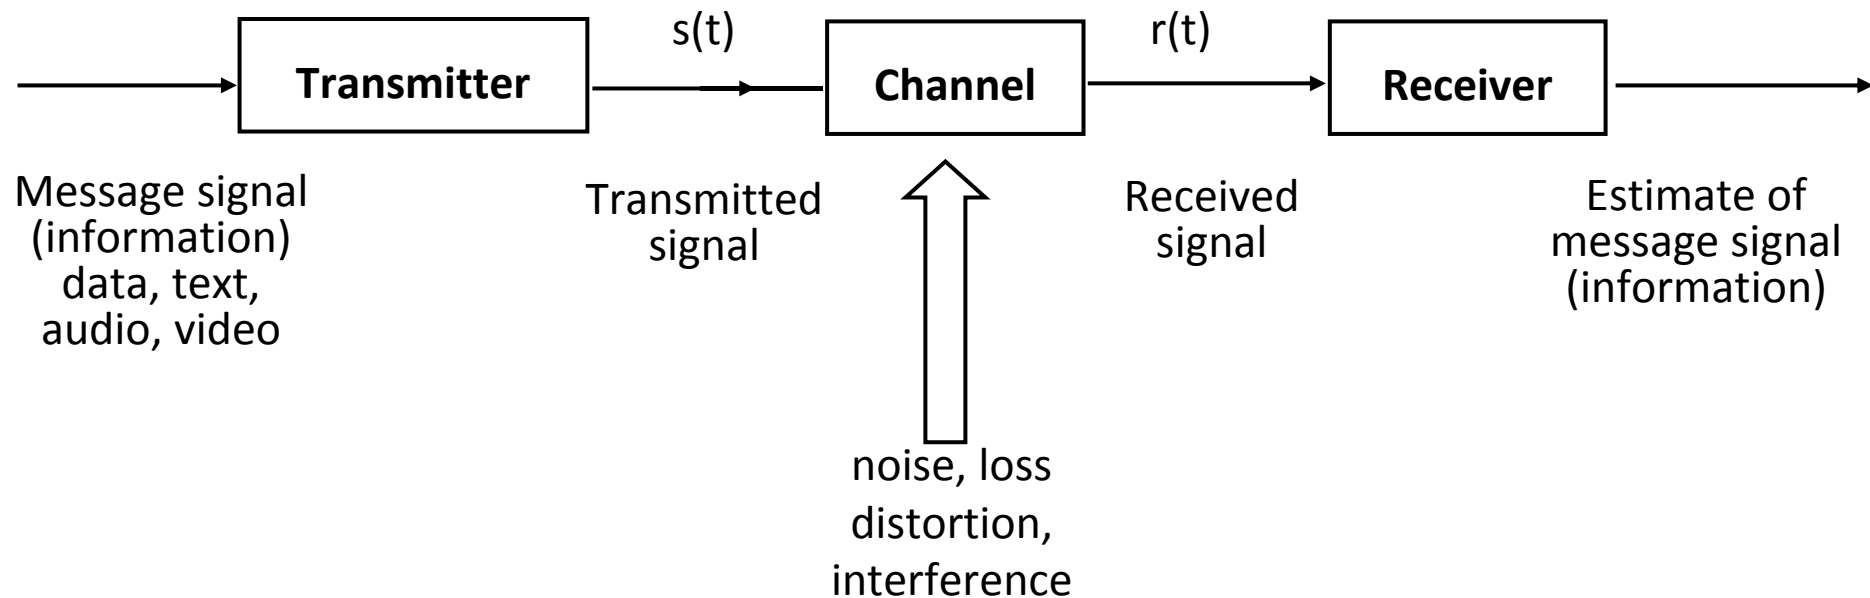 s(t)
r(t)
Transmitter
Channel
Receiver
Message signal
(information)
data, text,
audio, video
Transmitted
signal
Received
signal
Estimate of
message signal
(information)
noise, loss
distortion,
interference